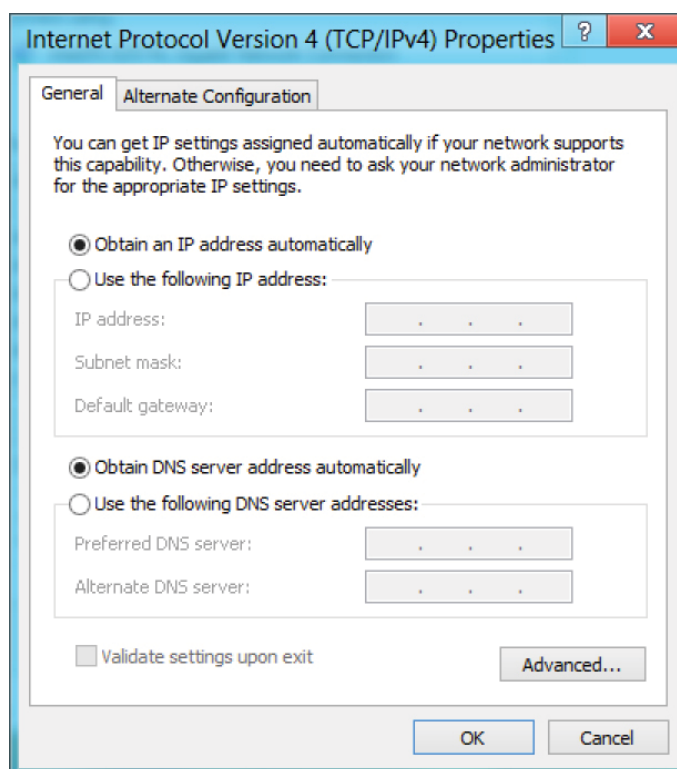 Internet Protocol Version 4 (TCP/IPv4) Properties ? x
General Alternate Configuration
You can get IP settings assigned automatically if your network supports
this capability. Otherwise, you need to ask your network administrator
for the appropriate IP settings.
Obtain an IP address automatically
Use the following IP address:
IP address: . . .
Subnet mask: . . .
Default gateway: . . .
Obtain DNS server address automatically
Use the following DNS server addresses:
Preferred DNS server: . . .
Alternate DNS server: . . .
Validate settings upon exit
Advanced...
OK Cancel